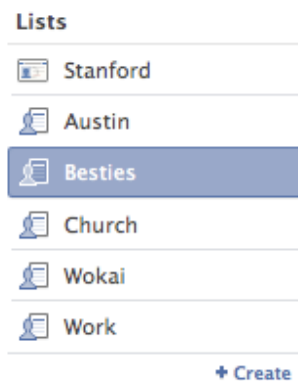 Lists
Stanford
Austin
Besties
Church
Wokai
Work
+ Create